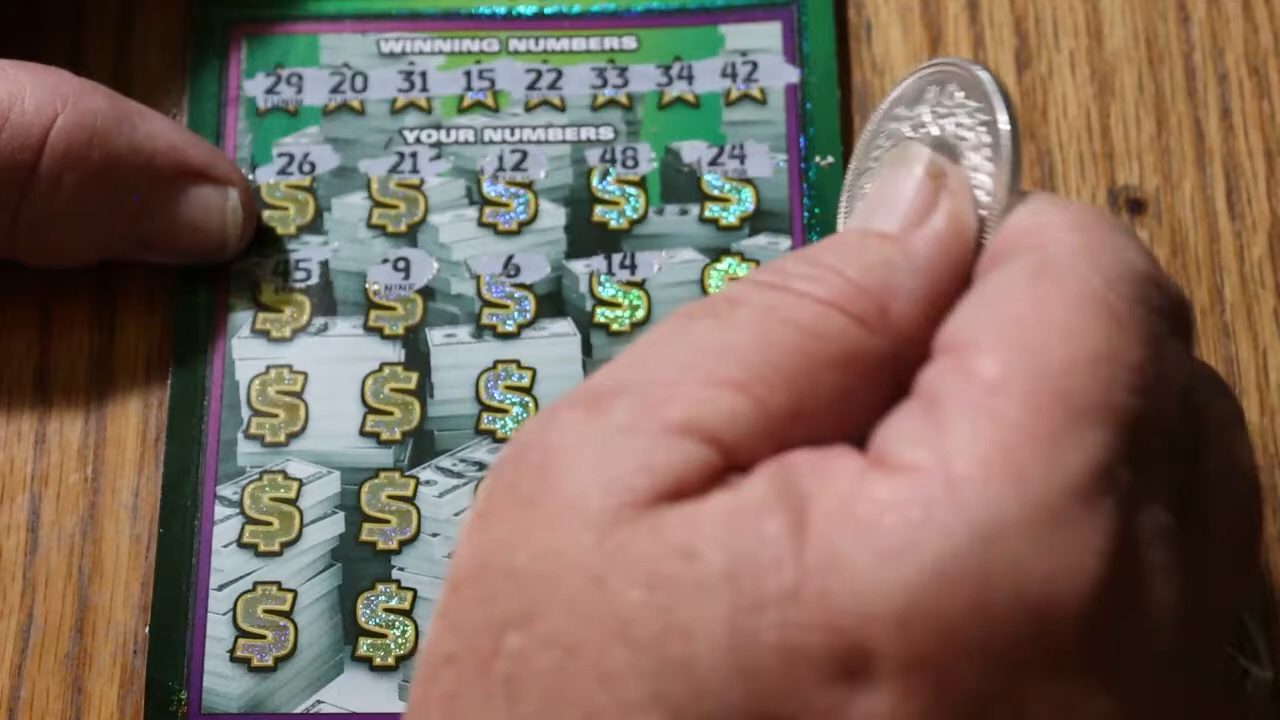 WINNING NUMBERS
29 20 31 15 22 33 34 42
YOUR NUMBERS
26 21 12 48 24
45 9 6 14
NINE